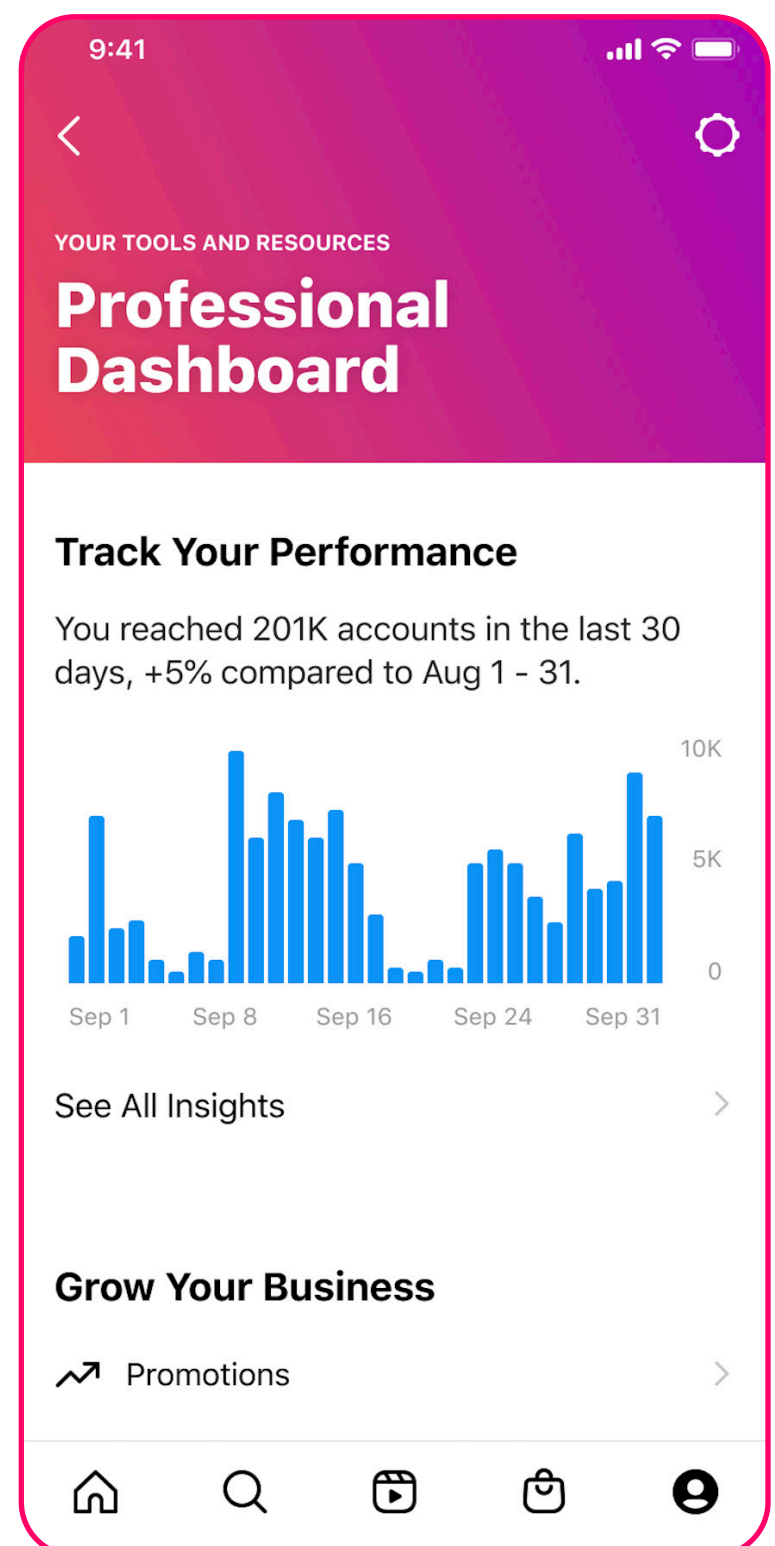 9:41
YOUR TOOLS AND RESOURCES
Professional
Dashboard
Track Your Performance
You reached 201K accounts in the last 30
days, +5% compared to Aug 1 - 31.
10K
5K
0
Sep 1 Sep 8 Sep 16 Sep 24 Sep 31
See All Insights
Grow Your Business
Promotions